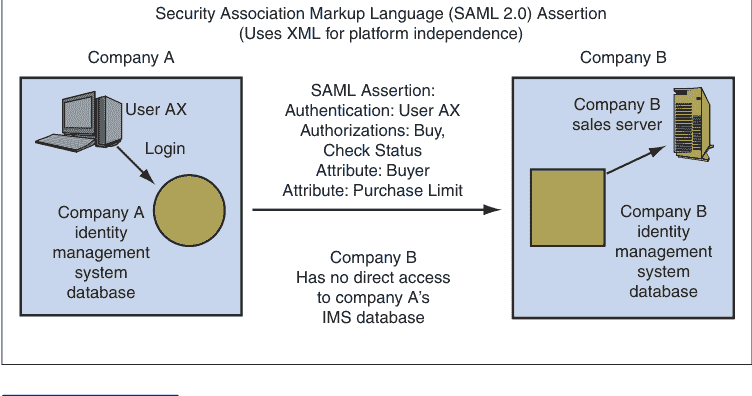 Security Association Markup Language (SAML 2.0) Assertion
(Uses XML for platform independence)
Company A
Company B
User AX
Login
Company A
identity
management
system
database
SAML Assertion:
Authentication: User AX
Authorizations: Buy,
Check Status
Attribute: Buyer
Attribute: Purchase Limit
Company B
Has no direct access
to company A's
IMS database
Company B
sales server
Company B
identity
management
system
database